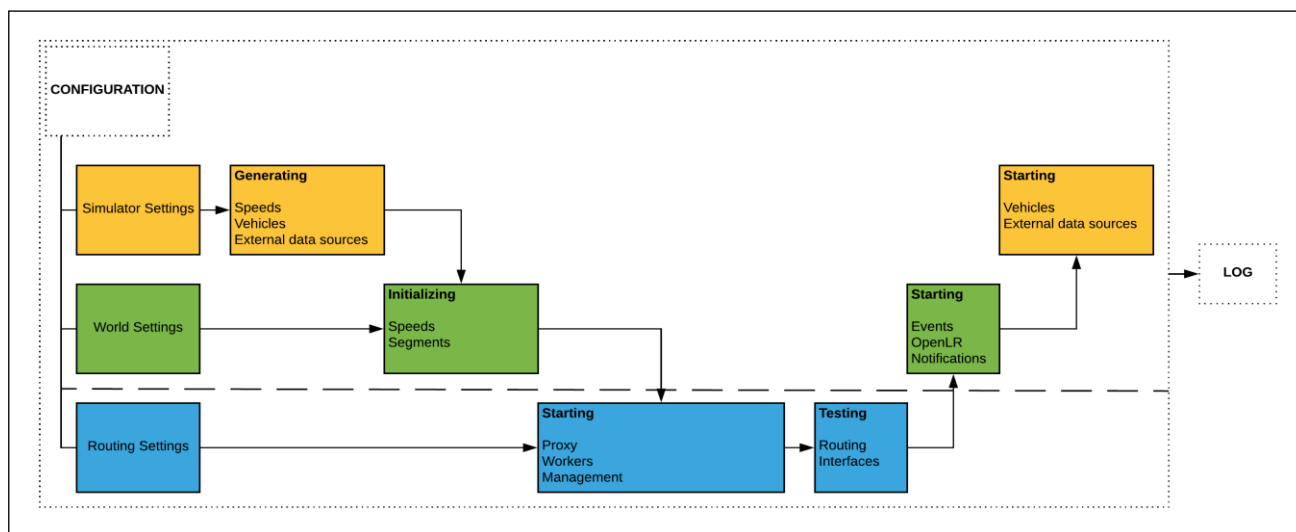 CONFIGURATION
Simulator Settings
Generating
Speeds
Vehicles
External data sources
Starting
Vehicles
External data sources
LOG
World Settings
Initializing
Speeds
Segments
Starting
Events
OpenLR
Notifications
Routing Settings
Starting
Proxy
Workers
Management
Testing
Routing
Interfaces